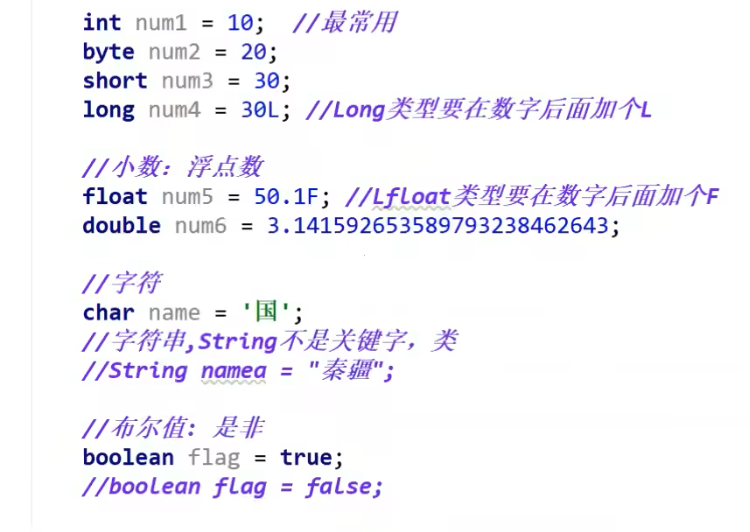 int num1 = 10;  //最常用
byte num2 = 20;
short num3 = 30;
long num4 = 30L; //Long类型要在数字后面加个L
//小数：浮点数
float num5 = 50.1F; //Lfloat类型要在数字后面加个F
double num6 = 3.141592653589793238462643;
//字符
char name = '国';
//字符串,String不是关键字，类
//String namea = "秦疆";
//布尔值：是非
boolean flag = true;
//boolean flag = false;